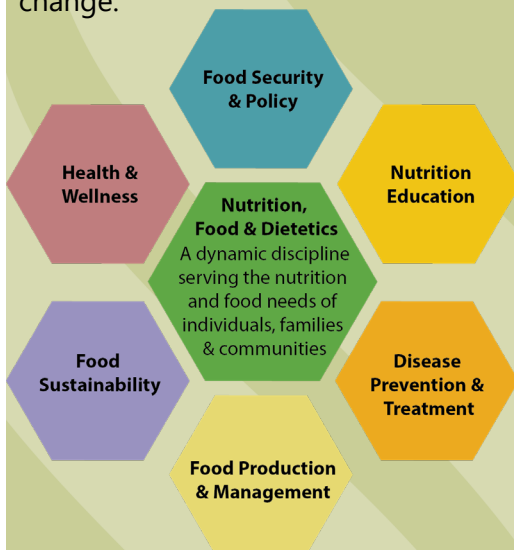 change.
Food Security
& Policy
Health &
Wellness
Nutrition
Education
Nutrition,
Food & Dietetics
A dynamic discipline
serving the nutrition
and food needs of
individuals, families
& communities
Food
Sustainability
Disease
Prevention &
Treatment
Food Production
& Management